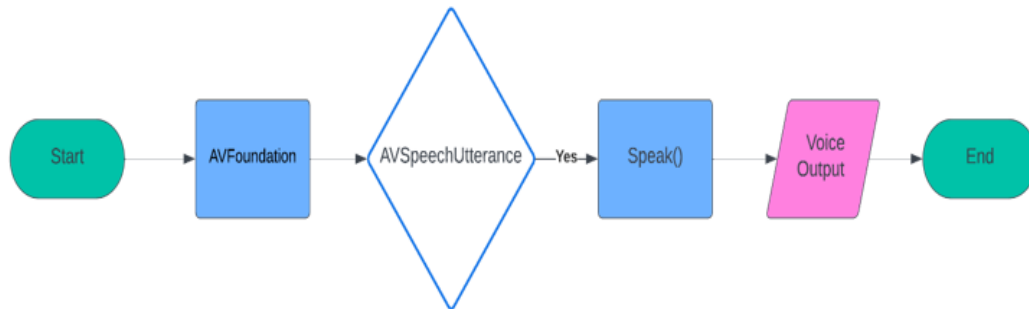 Start
AVFoundation
AVSpeechUtterance
Yes
Speak()
Voice
Output
End